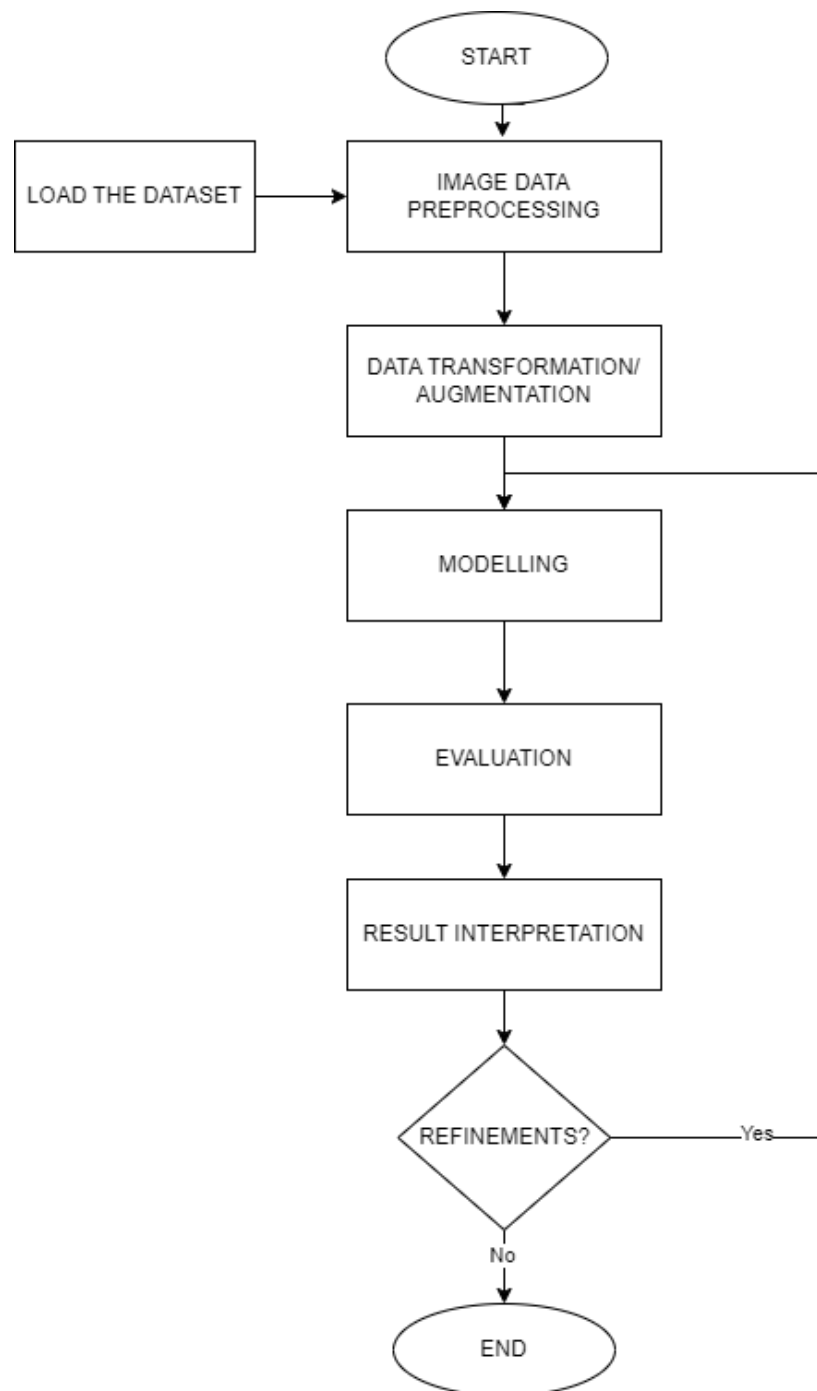 START
LOAD THE DATASET
IMAGE DATA
PREPROCESSING
DATA TRANSFORMATION/
AUGMENTATION
MODELLING
EVALUATION
RESULT INTERPRETATION
REFINEMENTS?
Yes
No
END